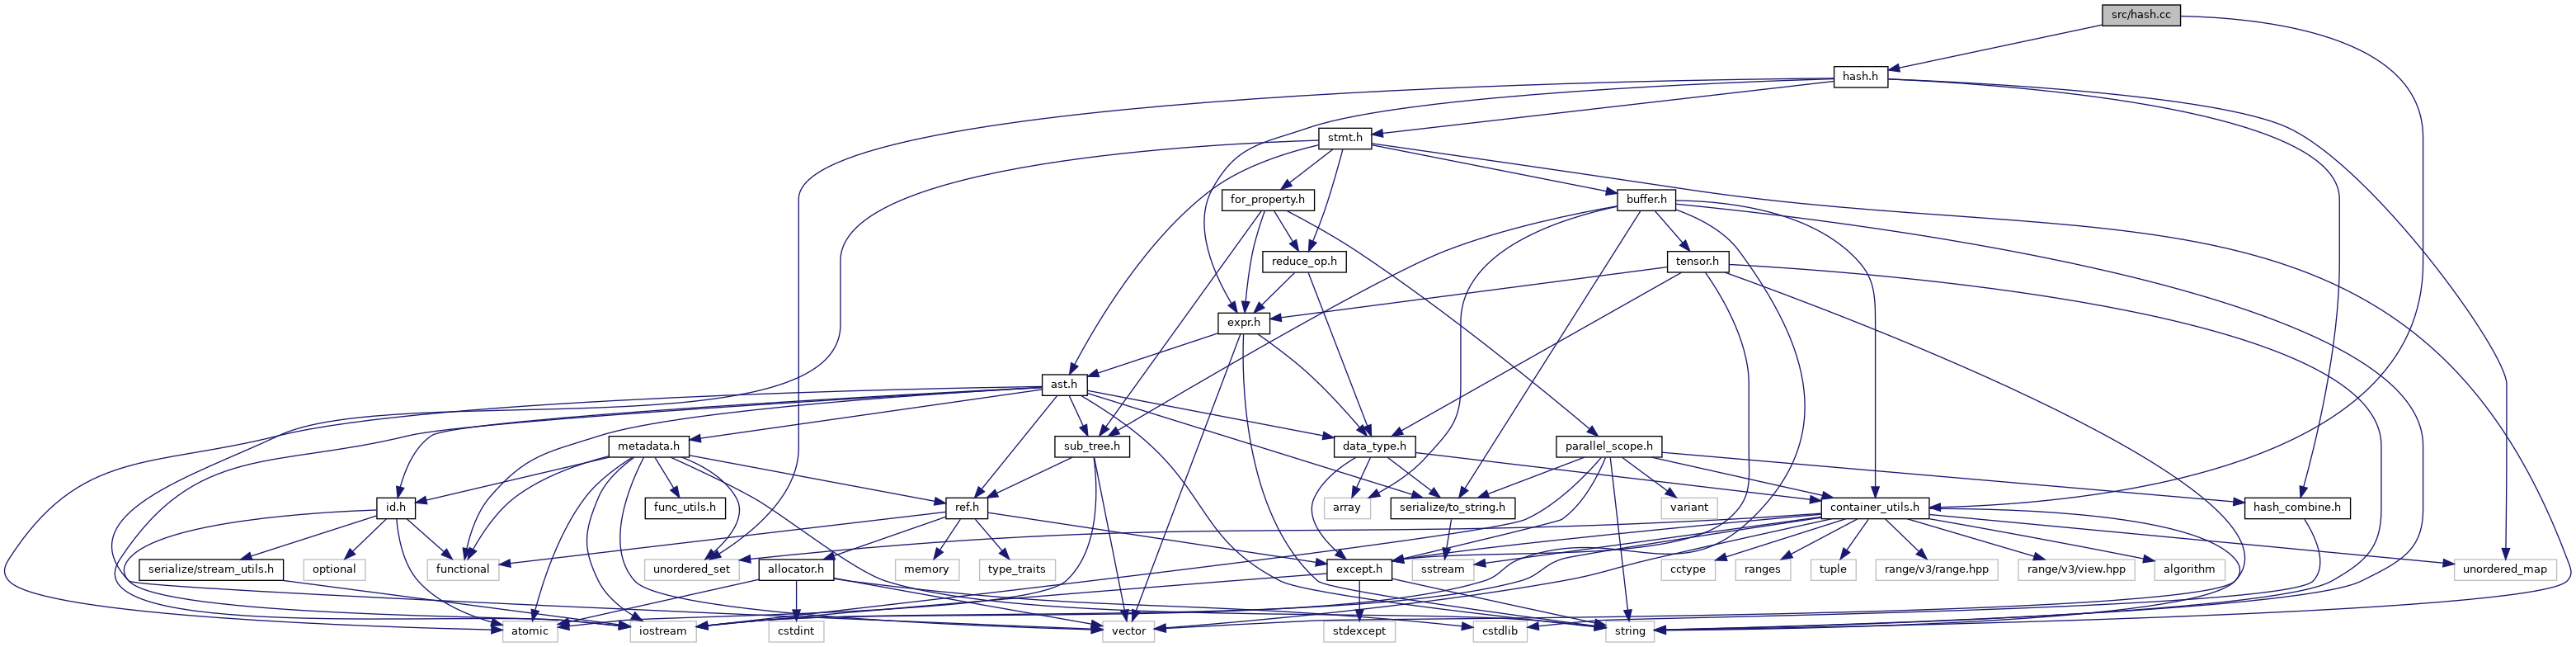 src/hash.cc
hash.h
stmt.h
for_property.h
buffer.h
reduce_op.h
tensor.h
expr.h
ast.h
metadata.h
sub_tree.h
data_type.h
parallel_scope.h
id.h
func_utils.h
ref.h
array
serialize/to_string.h
variant
container_utils.h
hash_combine.h
serialize/stream_utils.h
optional
functional
unordered_set
allocator.h
memory
type_traits
except.h
sstream
cctype
ranges
tuple
range/v3/range.hpp
range/v3/view.hpp
algorithm
unordered_map
atomic
iostream
cstdint
vector
stdexcept
cstdlib
string